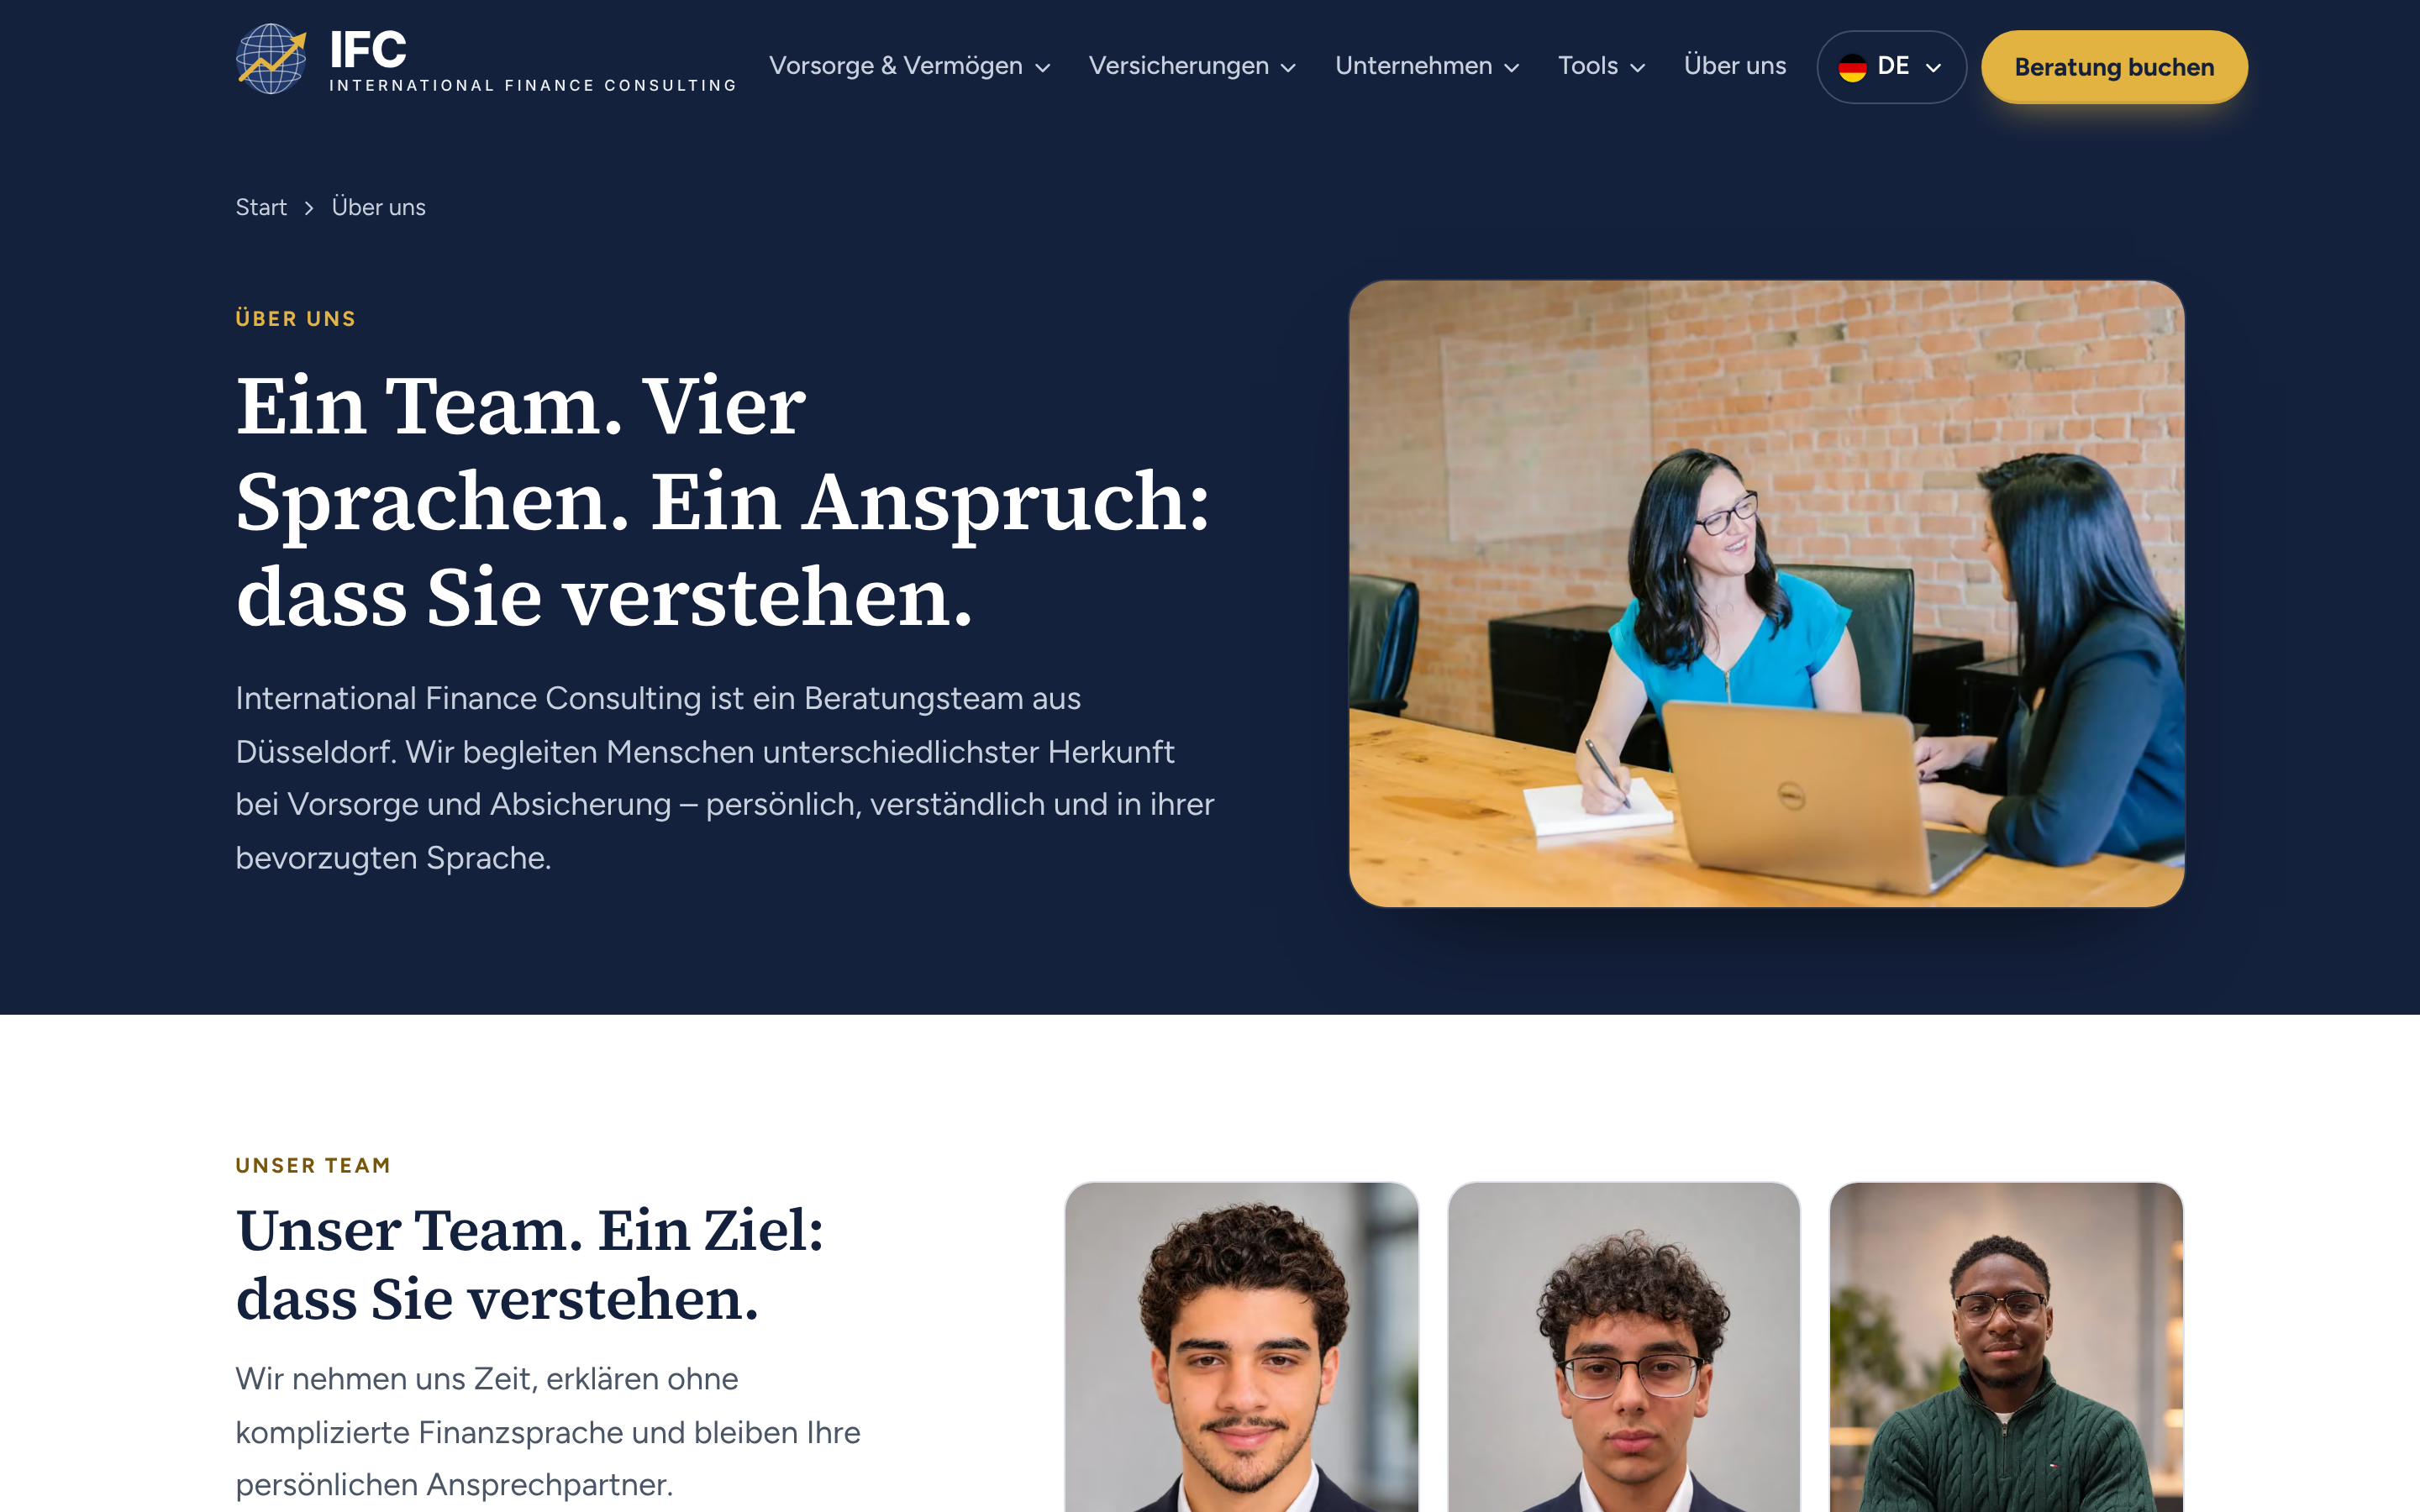 IFC
INTERNATIONAL FINANCE CONSULTING
Vorsorge & Vermögen
Versicherungen
Unternehmen
Tools
Über uns
DE
Beratung buchen
Start
Über uns
ÜBER UNS
Ein Team. Vier
Sprachen. Ein Anspruch:
dass Sie verstehen.
International Finance Consulting ist ein Beratungsteam aus
Düsseldorf. Wir begleiten Menschen unterschiedlichster Herkunft
bei Vorsorge und Absicherung – persönlich, verständlich und in ihrer
bevorzugten Sprache.
UNSER TEAM
Unser Team. Ein Ziel:
dass Sie verstehen.
Wir nehmen uns Zeit, erklären ohne
komplizierte Finanzsprache und bleiben Ihre
persönlichen Ansprechpartner.